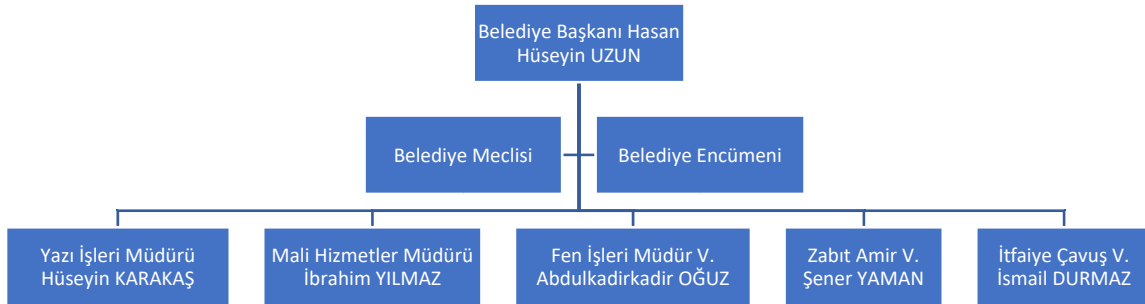 Belediye Başkanı Hasan
Hüseyin UZUN
Belediye Meclisi
Belediye Encümeni
Yazı İşleri Müdürü
Hüseyin KARAKAŞ
Mali Hizmetler Müdürü
İbrahim YILMAZ
Fen İşleri Müdür V.
Abdulkadirkadir OĞUZ
Zabıt Amir V.
Şener YAMAN
İtfaiye Çavuş V.
İsmail DURMAZ